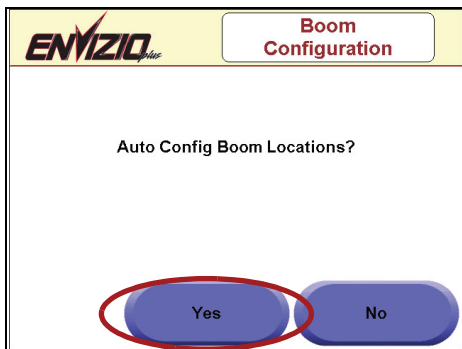 ENVIZIO plus
Boom
Configuration
Auto Config Boom Locations?
Yes
No